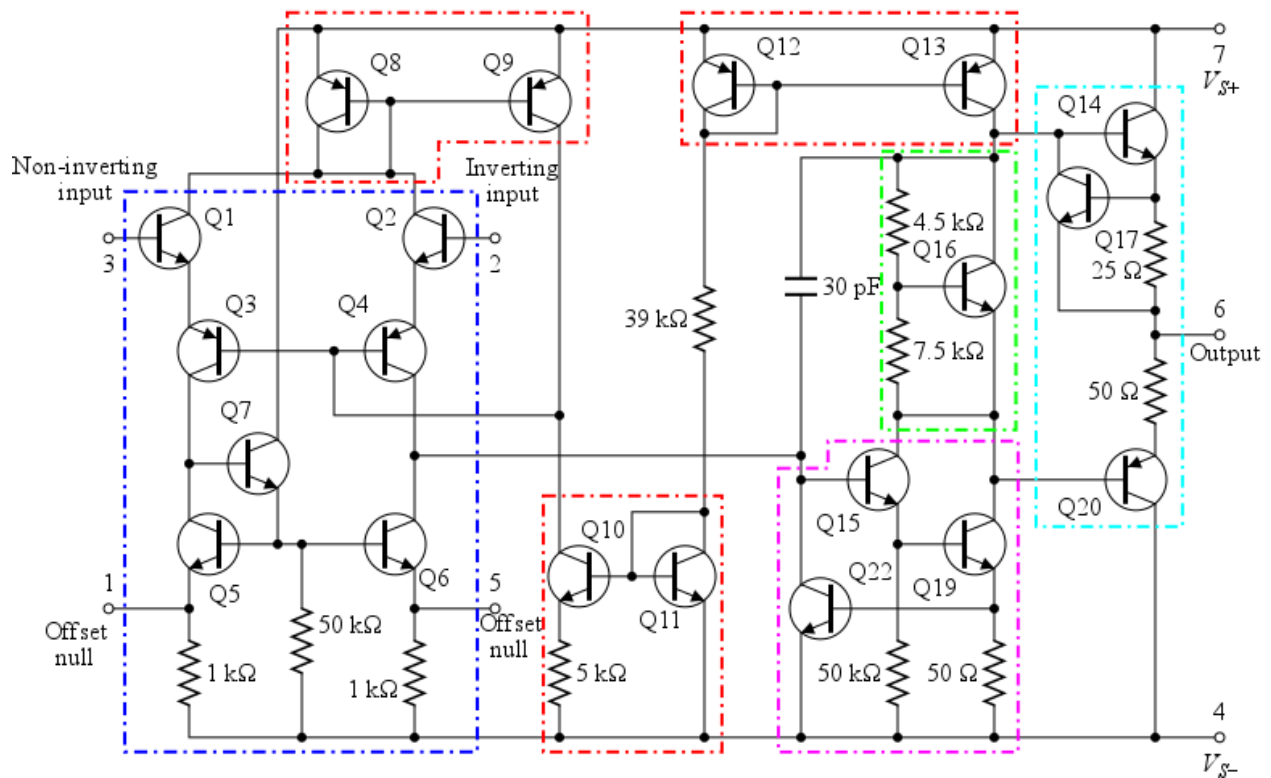 Q8
Q9
Q12
Q13
7
V_S+
Q14
Non-inverting
input
Inverting
input
Q1
Q2
3
2
4.5 kΩ
Q16
Q17
25 Ω
Q3
Q4
30 pF
39 kΩ
7.5 kΩ
6
Output
50 Ω
Q7
Q15
Q20
Q10
Q22
Q19
1
Q5
Q6
5
Offset
null
50 kΩ
Offset
null
Q11
1 kΩ
1 kΩ
5 kΩ
50 kΩ
50 Ω
4
V_S−